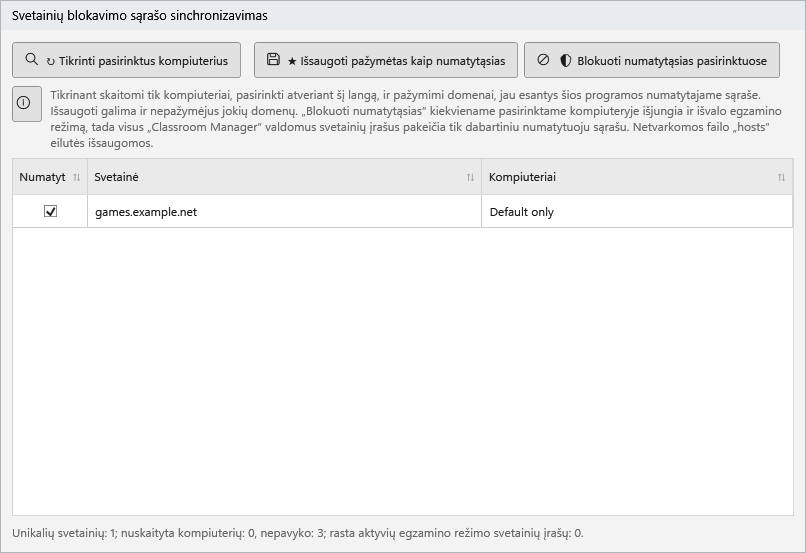 Svetainių blokavimo sąrašo sinchronizavimas
↻ Tikrinti pasirinktus kompiuterius
★ Išsaugoti pažymėtas kaip numatytąsias
Blokuoti numatytąsias pasirinktuose
Tikrinant skaitomi tik kompiuteriai, pasirinkti atveriant šį langą, ir pažymimi domenai, jau esantys šios programos numatytajame sąraše.
Išsaugoti galima ir nepažymėjus jokių domenų. „Blokuoti numatytąsias“ kiekviename pasirinktame kompiuteryje išjungia ir išvalo egzamino
režimą, tada visus „Classroom Manager“ valdomus svetainių įrašus pakeičia tik dabartiniu numatytuoju sąrašu. Netvarkomos failo „hosts“
eilutės išsaugomos.
Numatyt Svetainė Kompiuteriai
games.example.net Default only
Unikalių svetainių: 1; nuskaityta kompiuterių: 0, nepavyko: 3; rasta aktyvių egzamino režimo svetainių įrašų: 0.